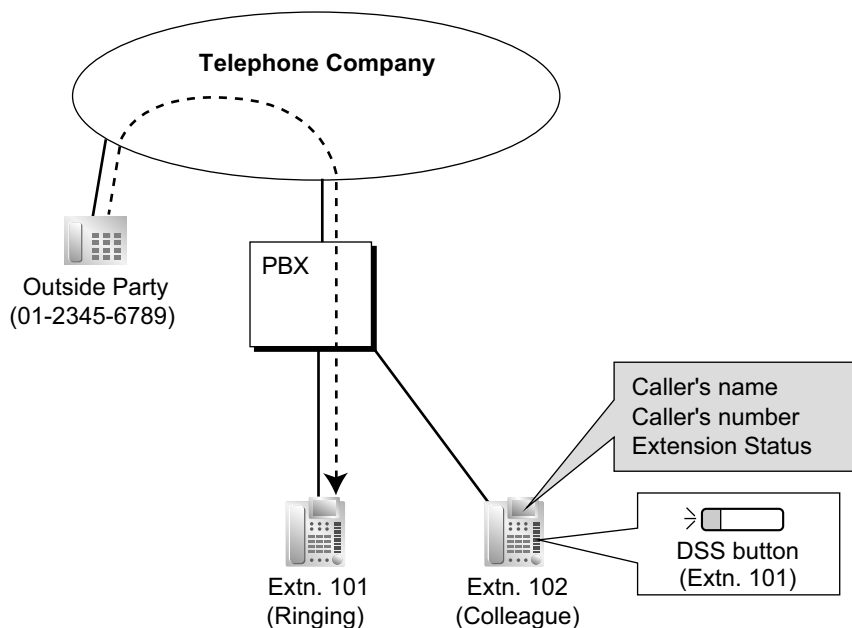 Telephone Company
PBX
Outside Party
(01-2345-6789)
Caller's name
Caller's number
Extension Status
DSS button
(Extn. 101)
Extn. 101
(Ringing)
Extn. 102
(Colleague)